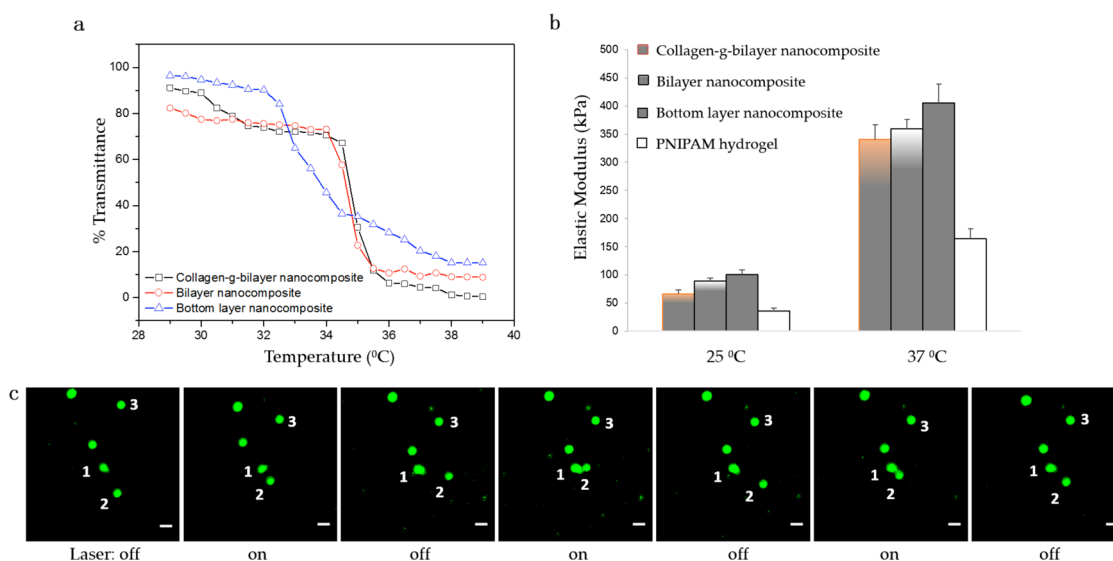 a
% Transmittance
100
80
60
40
20
0
Collagen-g-bilayer nanocomposite
Bilayer nanocomposite
Bottom layer nanocomposite
28 30 32 34 36 38 40
Temperature (⁰C)
b
Elastic Modulus (kPa)
500
450
400
350
300
250
200
150
100
50
0
Collagen-g-bilayer nanocomposite
Bilayer nanocomposite
Bottom layer nanocomposite
PNIPAM hydrogel
25 ⁰C 37 ⁰C
c
3
1
2
3
1
2
3
1
2
3
1
2
3
1
2
3
1
2
3
1
2
Laser: off on off on off on off